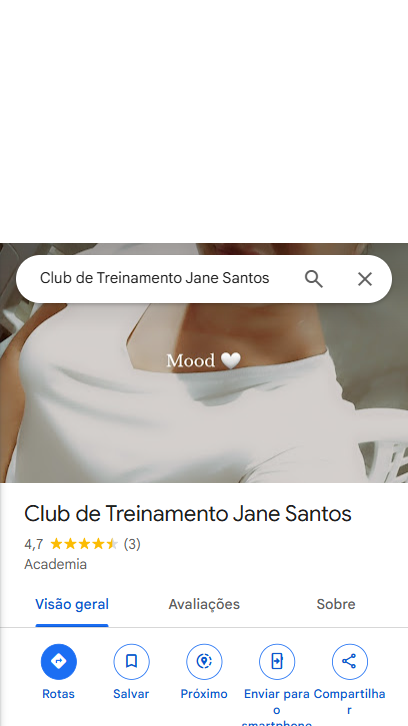 Club de Treinamento Jane Santos
Mood 🤍
Club de Treinamento Jane Santos
4,7 (3)
Academia
Visão geral
Avaliações
Sobre
Rotas
Salvar
Próximo
Enviar para
o
smartphone
Compartilha
r